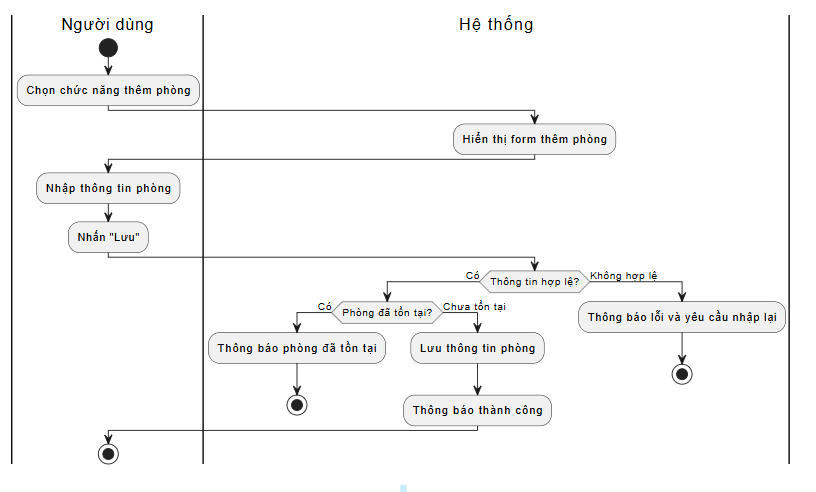 Người dùng
Hệ thống
Chọn chức năng thêm phòng
Hiển thị form thêm phòng
Nhập thông tin phòng
Nhấn "Lưu"
Có
Thông tin hợp lệ?
Không hợp lệ
Có
Phòng đã tồn tại?
Chưa tồn tại
Thông báo lỗi và yêu cầu nhập lại
Thông báo phòng đã tồn tại
Lưu thông tin phòng
Thông báo thành công